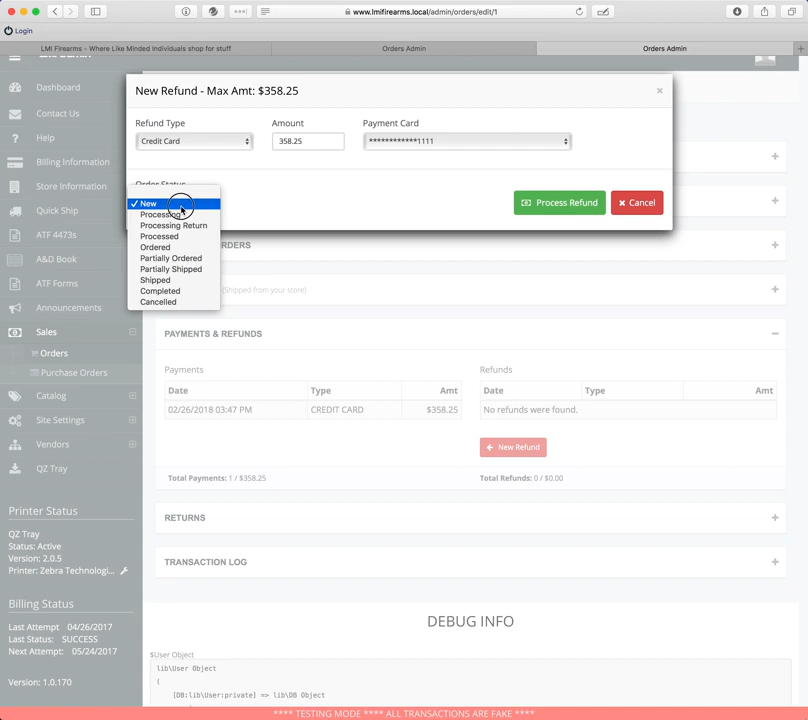 www.lmifirearms.local/admin/orders/edit/1
Login
LMI Firearms - Where Like Minded Individuals shop for stuff
Orders Admin
Orders Admin
Dashboard
Contact Us
Help
Billing Information
Store Information
Quick Ship
ATF 4473s
A&D Book
ATF Forms
Announcements
Sales
Orders
Purchase Orders
Catalog
Site Settings
Vendors
QZ Tray
Printer Status
QZ Tray
Status: Active
Version: 2.0.5
Printer: Zebra Technologi...
Billing Status
Last Attempt 04/26/2017
Last Status: SUCCESS
Next Attempt: 05/24/2017
Version: 1.0.170
New Refund - Max Amt: $358.25
×
Refund Type
Amount
Payment Card
Credit Card
358.25
************1111
Order Status
✓ New
Processing
Processing Return
Processed
Ordered
Partially Ordered
Partially Shipped
Shipped
Completed
Cancelled
Process Refund
Cancel
(Shipped from your store)
PAYMENTS & REFUNDS
Payments
Date Type Amt
02/26/2018 03:47 PM CREDIT CARD $358.25
Total Payments: 1 / $358.25
Refunds
Date Type Amt
No refunds were found.
New Refund
Total Refunds: 0 / $0.00
RETURNS
TRANSACTION LOG
DEBUG INFO
$User Object
lib\User Object
(
[DB:lib\User:private] => lib\DB Object
**** TESTING MODE **** ALL TRANSACTIONS ARE FAKE ****